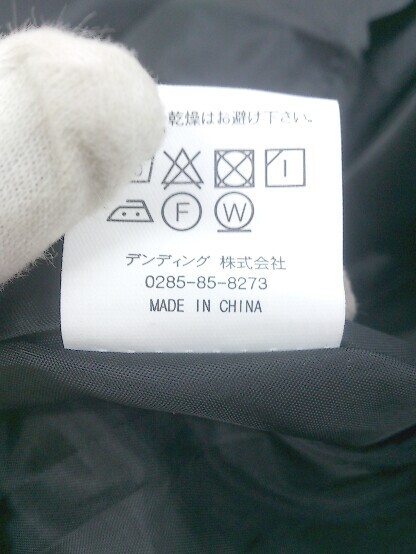 乾燥はお避け下さい。
F W
デンディング 株式会社
0285-85-8273
MADE IN CHINA